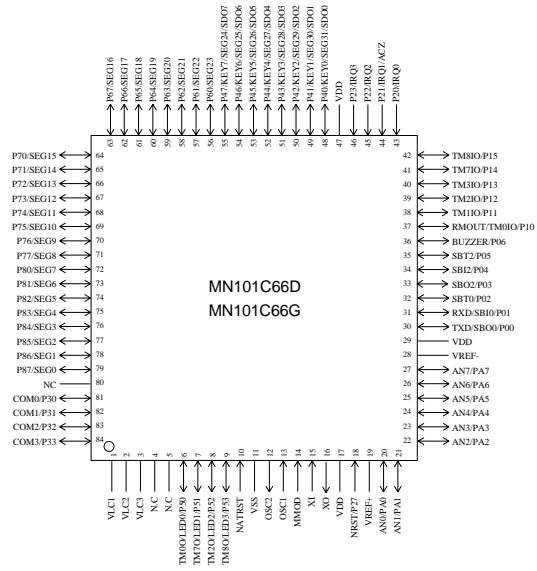 P67/SEG16
P66/SEG17
P65/SEG18
P64/SEG19
P63/SEG20
P62/SEG21
P61/SEG22
P60/SEG23
P47/KEY7/SEG24/SDO7
P46/KEY6/SEG25/SDO6
P45/KEY5/SEG26/SDO5
P44/KEY4/SEG27/SDO4
P43/KEY3/SEG28/SDO3
P42/KEY2/SEG29/SDO2
P41/KEY1/SEG30/SDO1
P40/KEY0/SEG31/SDO0
VDD
P23/IRQ3
P22/IRQ2
P21/IRQ1/ACZ
P20/IRQ0
63 62 61 60 59 58 57 56 55 54 53 52 51 50 49 48 47 46 45 44 43
P70/SEG15 64 42 TM8IO/P15
P71/SEG14 65 41 TM7IO/P14
P72/SEG13 66 40 TM3IO/P13
P73/SEG12 67 39 TM2IO/P12
P74/SEG11 68 38 TM1IO/P11
P75/SEG10 69 37 RMOUT/TM0IO/P10
P76/SEG9 70 36 BUZZER/P06
P77/SEG8 71 35 SBT2/P05
P80/SEG7 72 34 SBI2/P04
P81/SEG6 73 33 SBO2/P03
P82/SEG5 74 32 SBT0/P02
P83/SEG4 75 31 RXD/SBI0/P01
P84/SEG3 76 30 TXD/SBO0/P00
P85/SEG2 77 29 VDD
P86/SEG1 78 28 VREF-
P87/SEG0 79 27 AN7/PA7
NC 80 26 AN6/PA6
COM0/P30 81 25 AN5/PA5
COM1/P31 82 24 AN4/PA4
COM2/P32 83 23 AN3/PA3
COM3/P33 84 22 AN2/PA2
MN101C66D
MN101C66G
1 2 3 4 5 6 7 8 9 10 11 12 13 14 15 16 17 18 19 20 21
VLC1
VLC2
VLC3
N.C
N.C
TM0O/LED0/P50
TM7O/LED1/P51
TM2O/LED2/P52
TM8O/LED3/P53
NATRST
VSS
OSC2
OSC1
MMOD
XI
XO
VDD
NRST/P27
VREF+
AN0/PA0
AN1/PA1